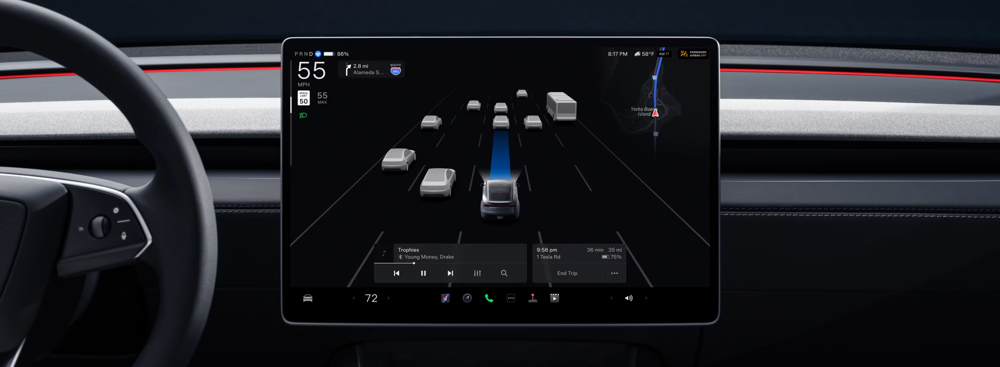 P R N D 86%
8:17 PM 58°F AQI 77 PASSENGER
AIRBAG OFF
55
MPH
2.8 mi
Alameda S...
SOUTH
880
SPEED
LIMIT
50
55
MAX
80
Yerba Buen
Island
80
Trophies
Young Money, Drake
9:56 pm 36 min 35 mi
1 Tesla Rd 75%
End Trip
72